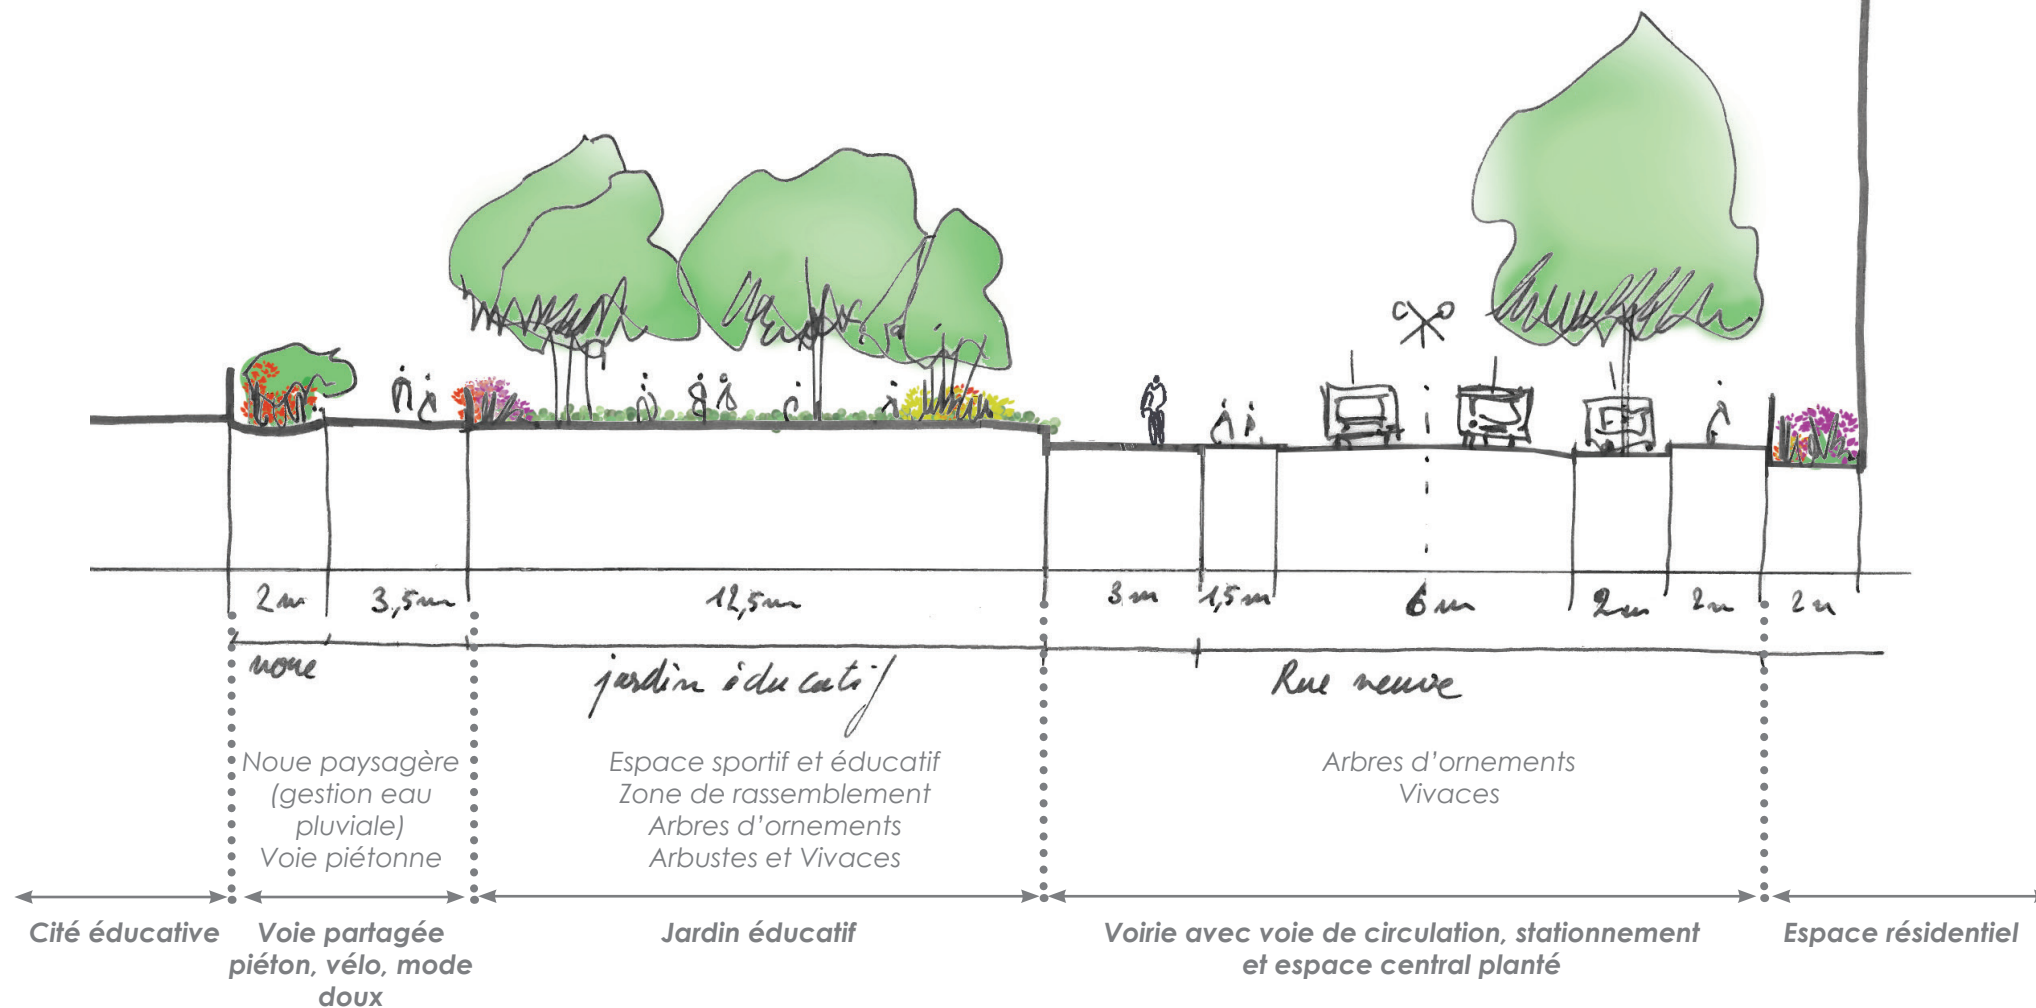 2m 3,5m 12,5m 3m 1,5m 6m 2m 2m 2m
noue
jardin éducatif
Rue neuve
Noue paysagère
(gestion eau
pluviale)
Voie piétonne
Espace sportif et éducatif
Zone de rassemblement
Arbres d'ornements
Arbustes et Vivaces
Arbres d'ornements
Vivaces
Cité éducative
Voie partagée
piéton, vélo, mode
doux
Jardin éducatif
Voirie avec voie de circulation, stationnement
et espace central planté
Espace résidentiel